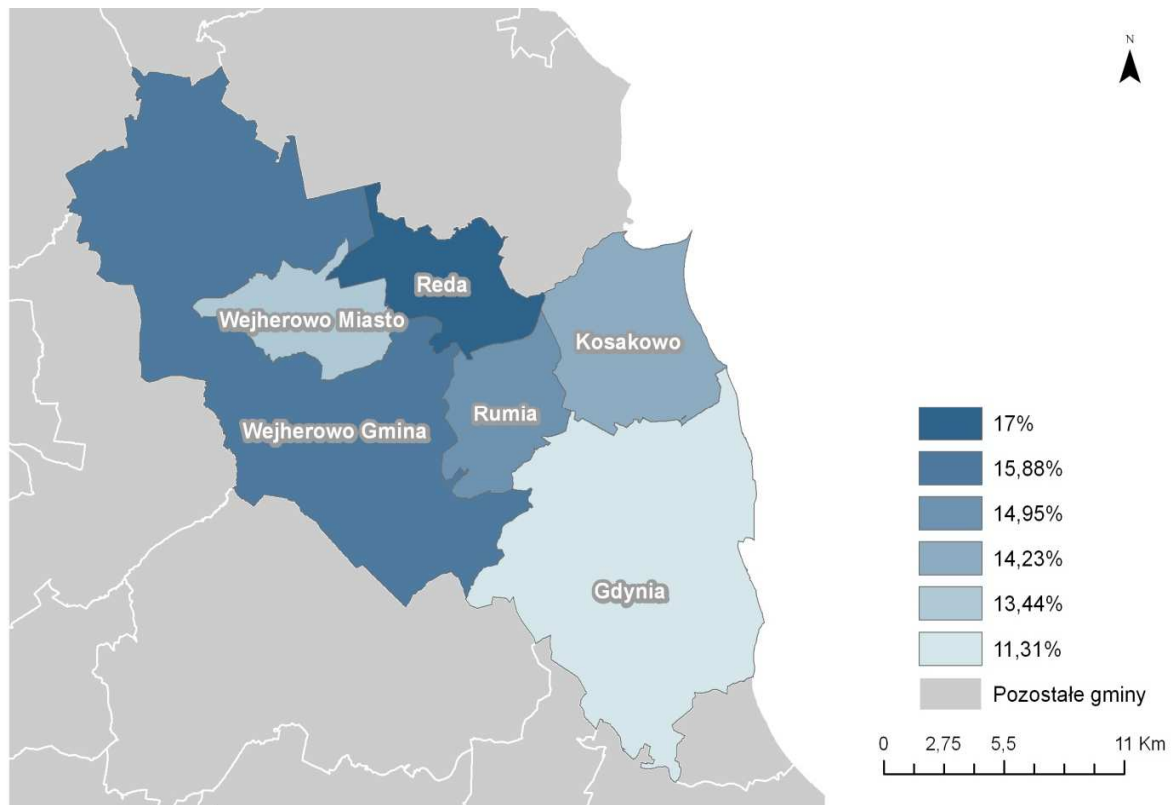 N
Reda
Wejherowo Miasto
Kosakowo
Rumia
Wejherowo Gmina
Gdynia
17%
15,88%
14,95%
14,23%
13,44%
11,31%
Pozostałe gminy
0 2,75 5,5 11 Km